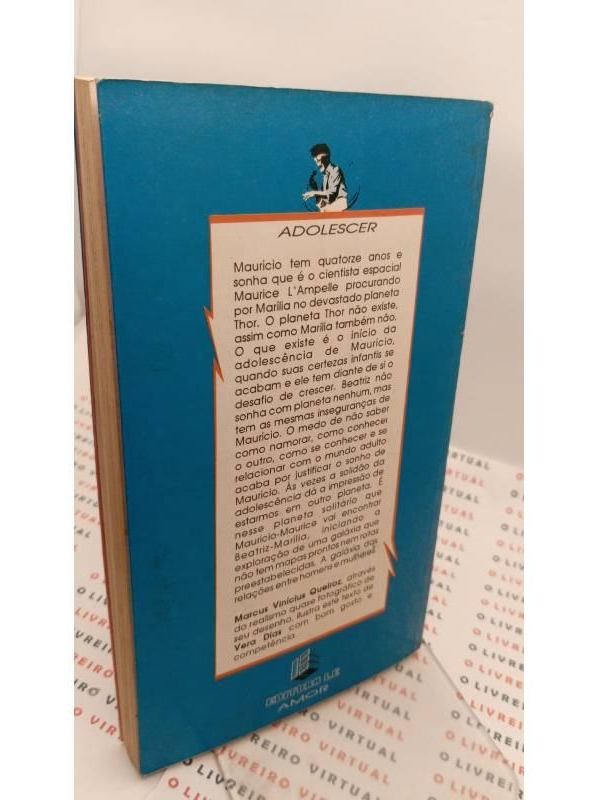 ADOLESCER
Maurício tem quatorze anos e
sonha que é o cientista espacial
Maurice L'Ampelle procurando
por Marília no devastado planeta
Thor. O planeta Thor não existe,
assim como Marília também não.
O que existe é o início da
adolescência de Maurício,
quando suas certezas infantis se
acabam e ele tem diante de si o
desafio de crescer. Beatriz não
sonha com planeta nenhum, mas
tem as mesmas inseguranças de
Maurício. O medo de não saber
como namorar, como conhecer
o outro, como se conhecer e se
relacionar com o mundo adulto
acaba por justificar o sonho de
Maurício. Às vezes a solidão da
adolescência dá a impressão de
estarmos em outro planeta. E
nesse planeta solitário que
Maurício-Maurice vai encontrar
Beatriz-Marília, iniciando a
exploração de uma galáxia que
não tem mapas prontos nem rotas
preestabelecidas. A galáxia das
relações entre homens e mulheres.
Marcus Vinícius Queiroz, através
do realismo quase fotográfico de
seu desenho, ilustra este texto de
Vera Dias com bom gosto e
competência.
EDITORA LÊ
AMOR
O LIVREIRO VIRTUAL